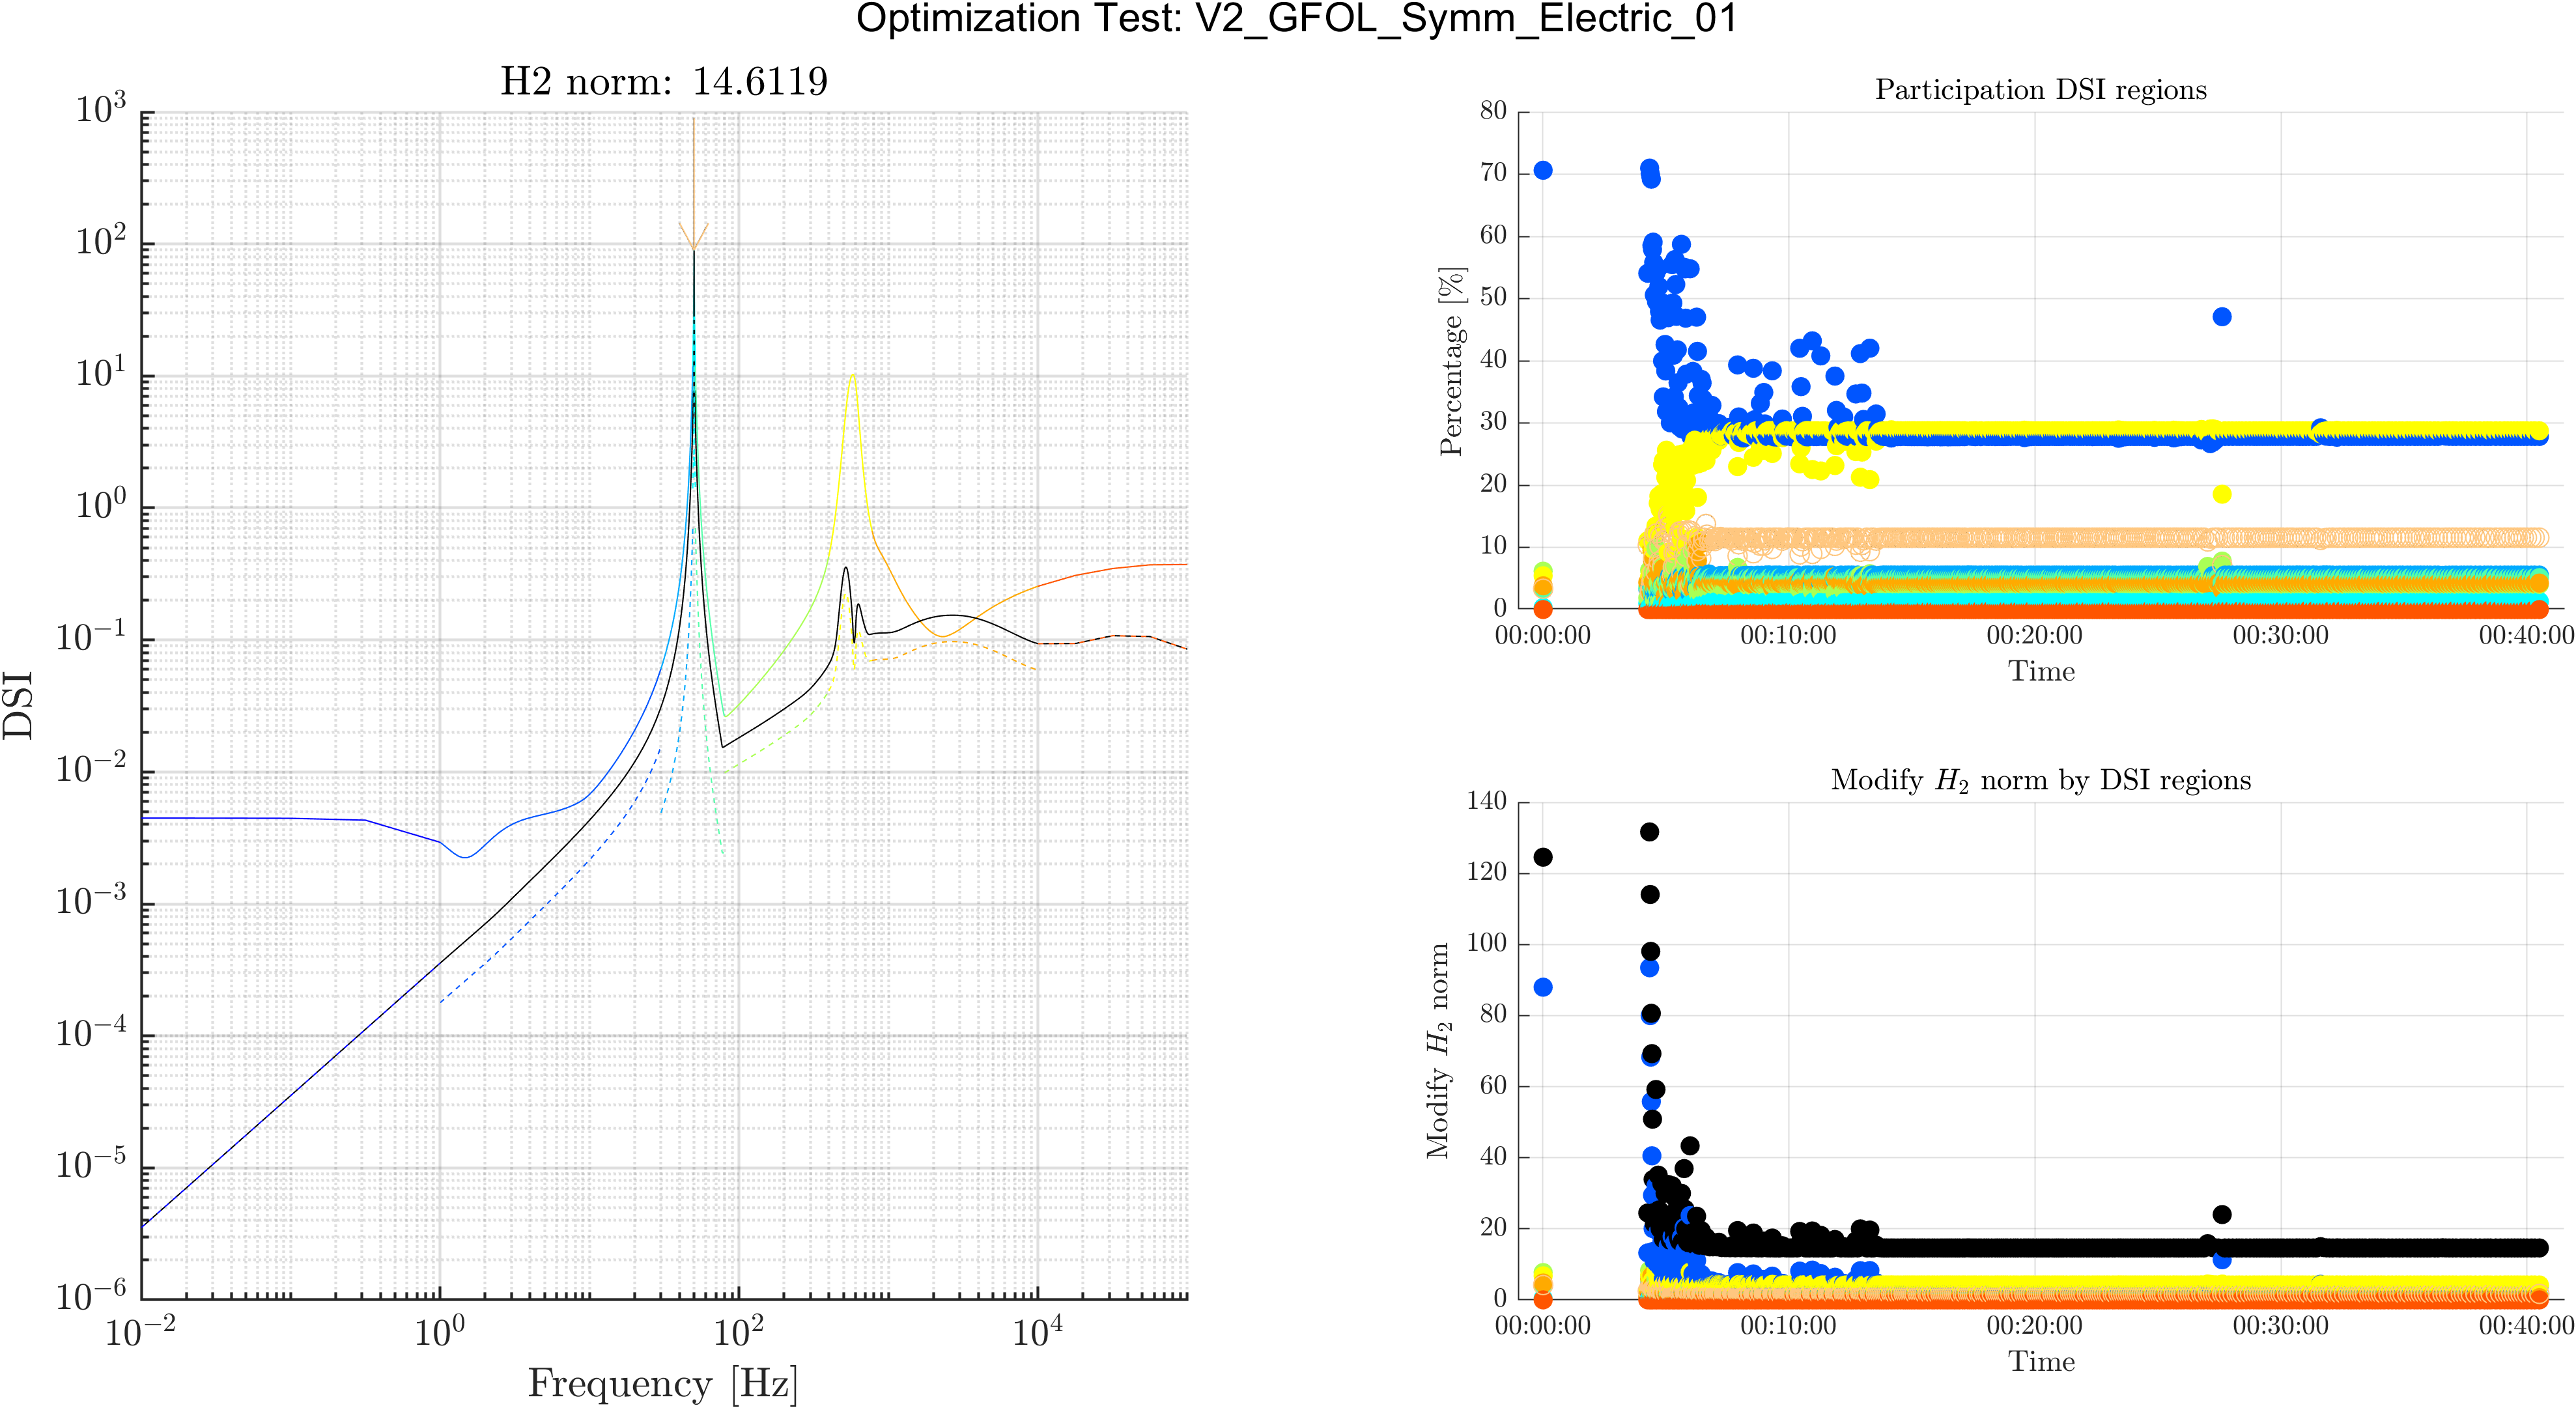 Optimization Test: V2_GFOL_Symm_Electric_01
H2 norm: 14.6119
10^3
10^2
10^1
10^0
10^-1
10^-2
10^-3
10^-4
10^-5
10^-6
DSI
10^-2 10^0 10^2 10^4
Frequency [Hz]
Participation DSI regions
80
70
60
50
40
30
20
10
0
Percentage [%]
00:00:00 00:10:00 00:20:00 00:30:00 00:40:00
Time
Modify H_2 norm by DSI regions
140
120
100
80
60
40
20
0
Modify H_2 norm
00:00:00 00:10:00 00:20:00 00:30:00 00:40:00
Time